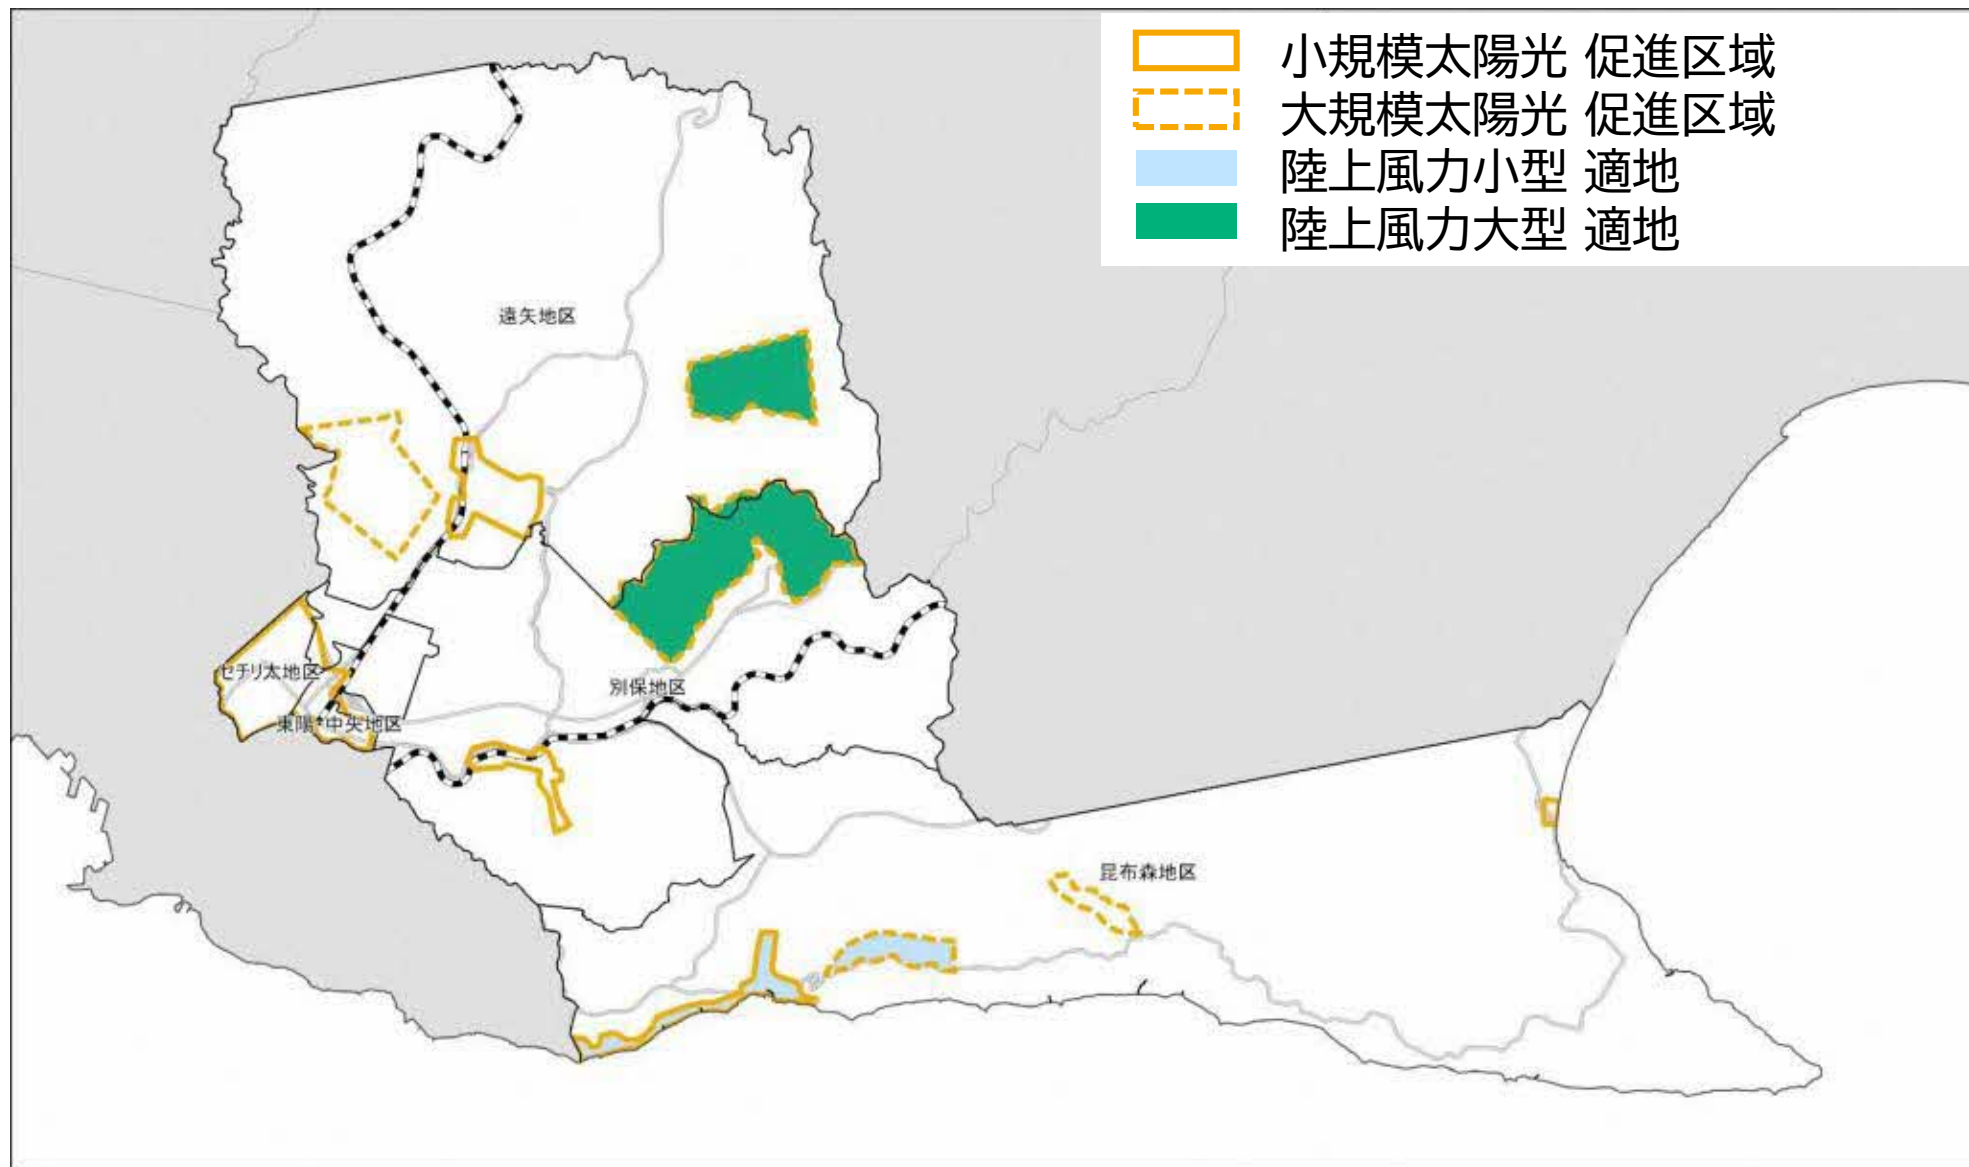 小規模太陽光 促進区域
大規模太陽光 促進区域
陸上風力小型 適地
陸上風力大型 適地
遠矢地区
セチリ太地区
別保地区
東陽・中央地区
昆布森地区